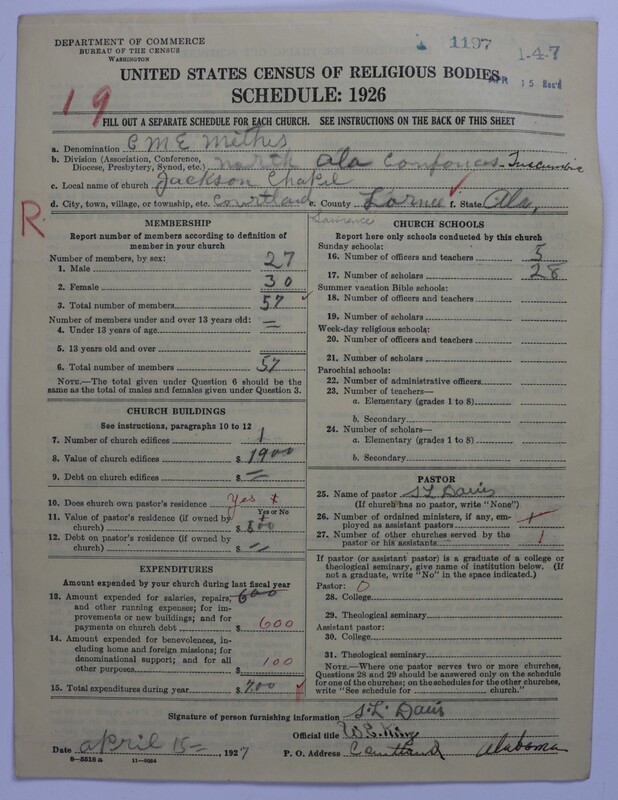 DEPARTMENT OF COMMERCE
BUREAU OF THE CENSUS
WASHINGTON
1197
1-4-7
UNITED STATES CENSUS OF RELIGIOUS BODIES
APR 15 Rec'd
SCHEDULE: 1926
19
FILL OUT A SEPARATE SCHEDULE FOR EACH CHURCH. SEE INSTRUCTIONS ON THE BACK OF THIS SHEET
a. Denomination C M E Methis
b. Division (Association, Conference, Diocese, Presbytery, Synod, etc.) North Ala Confonces - Tuscumbia
c. Local name of church Jackson Chapel
d. City, town, village, or township, etc. Courtland e. County Larnce f. State Ala,
Lawrence
R
MEMBERSHIP
Report number of members according to definition of
member in your church
Number of members, by sex:
1. Male 27
2. Female 30
3. Total number of members 57
Number of members under and over 13 years old:
4. Under 13 years of age =
5. 13 years old and over
6. Total number of members 57
NOTE.—The total given under Question 6 should be
same as the total of males and females given under Question 3.
CHURCH BUILDINGS
See instructions, paragraphs 10 to 12
7. Number of church edifices 1
8. Value of church edifices $ 1900
9. Debt on church edifices $ =
10. Does church own pastor's residence? Yes
Yes or No
11. Value of pastor's residence (if owned by
church) $ 800
12. Debt on pastor's residence (if owned by
church) $ =
EXPENDITURES
Amount expended by your church during last fiscal year
13. Amount expended for salaries, repairs, 600
and other running expenses; for im-
provements or new buildings; and for
payments on church debt $ 600
14. Amount expended for benevolences,
including home and foreign missions; for
denominational support; and for all
other purposes $ 100
15. Total expenditures during year $ 700
CHURCH SCHOOLS
Report here only schools conducted by this church
Sunday schools:
16. Number of officers and teachers 5
17. Number of scholars 28
Summer vacation Bible schools:
18. Number of officers and teachers
19. Number of scholars
Week-day religious schools:
20. Number of officers and teachers
21. Number of scholars
Parochial schools:
22. Number of administrative officers
23. Number of teachers—
a. Elementary (grades 1 to 8)
b. Secondary
24. Number of scholars—
a. Elementary (grades 1 to 8)
b. Secondary
PASTOR
25. Name of pastor S L Davis
(If church has no pastor, write "None")
26. Number of ordained ministers, if any, em-
ployed as assistant pastors
27. Number of other churches served by the
pastor or his assistants 1
If pastor (or assistant pastor) is a graduate of a college or
theological seminary, give name of institution below. (If
not a graduate, write "No" in the space indicated.)
Pastor: 0
28. College
29. Theological seminary
Assistant pastor:
30. College
31. Theological seminary
NOTE.—Where one pastor serves two or more churches,
Questions 28 and 29 should be answered only on the schedule
for one of the churches; on the schedules for the other churches,
write "See schedule for church."
Signature of person furnishing information S. L. Davis
Official title
Date April 15 = 1927 P. O. Address Courtland Alabama
8-5518 a 11-9054